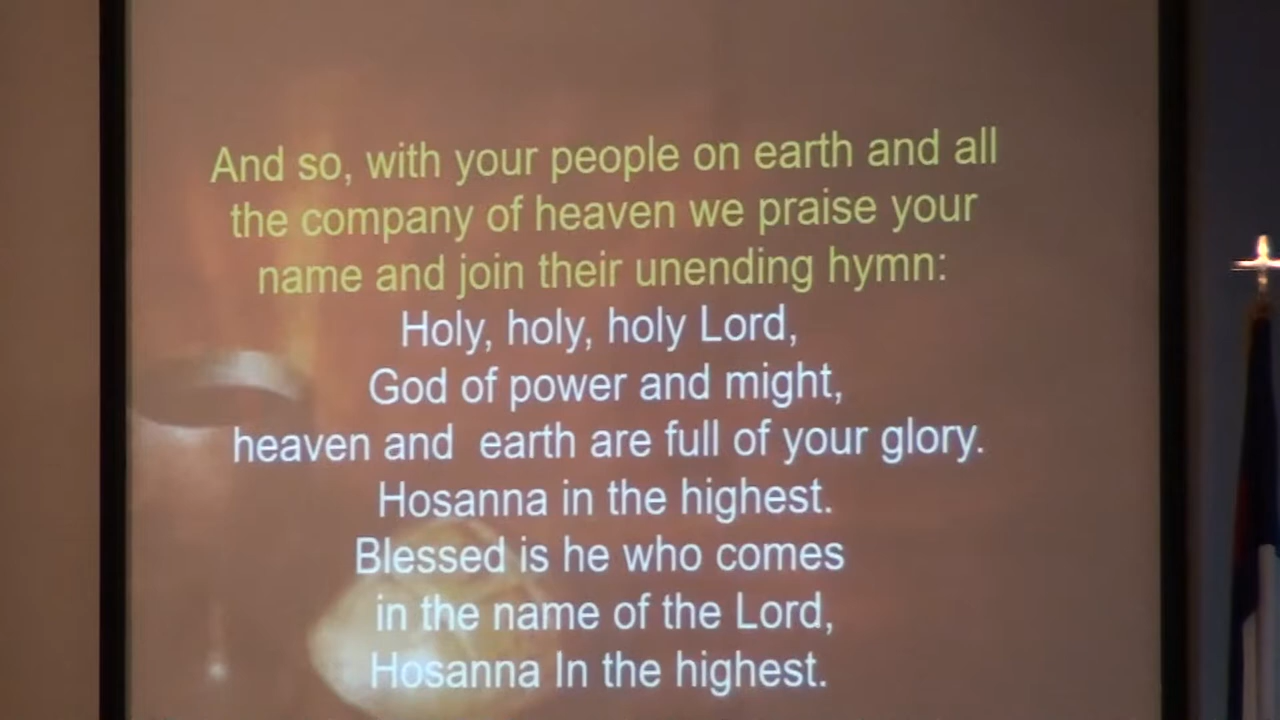 And so, with your people on earth and all
the company of heaven we praise your
name and join their unending hymn:
Holy, holy, holy Lord,
God of power and might,
heaven and  earth are full of your glory.
Hosanna in the highest.
Blessed is he who comes
in the name of the Lord,
Hosanna In the highest.